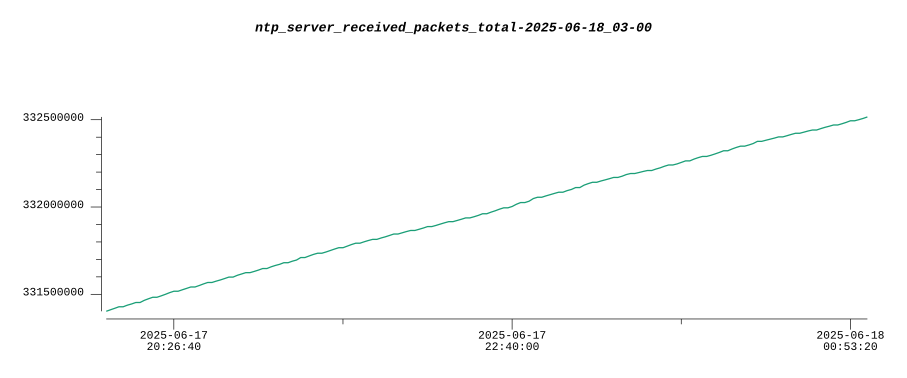 ntp_server_received_packets_total-2025-06-18_03-00
332500000
332000000
331500000
2025-06-17 2025-06-17 2025-06-18
20:26:40 22:40:00 00:53:20